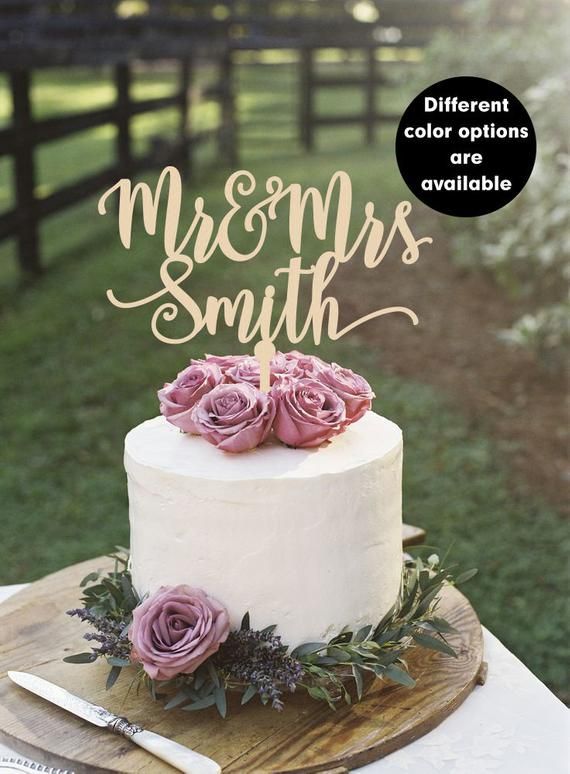 Mr&Mrs
Smith
Different
color options
are
available